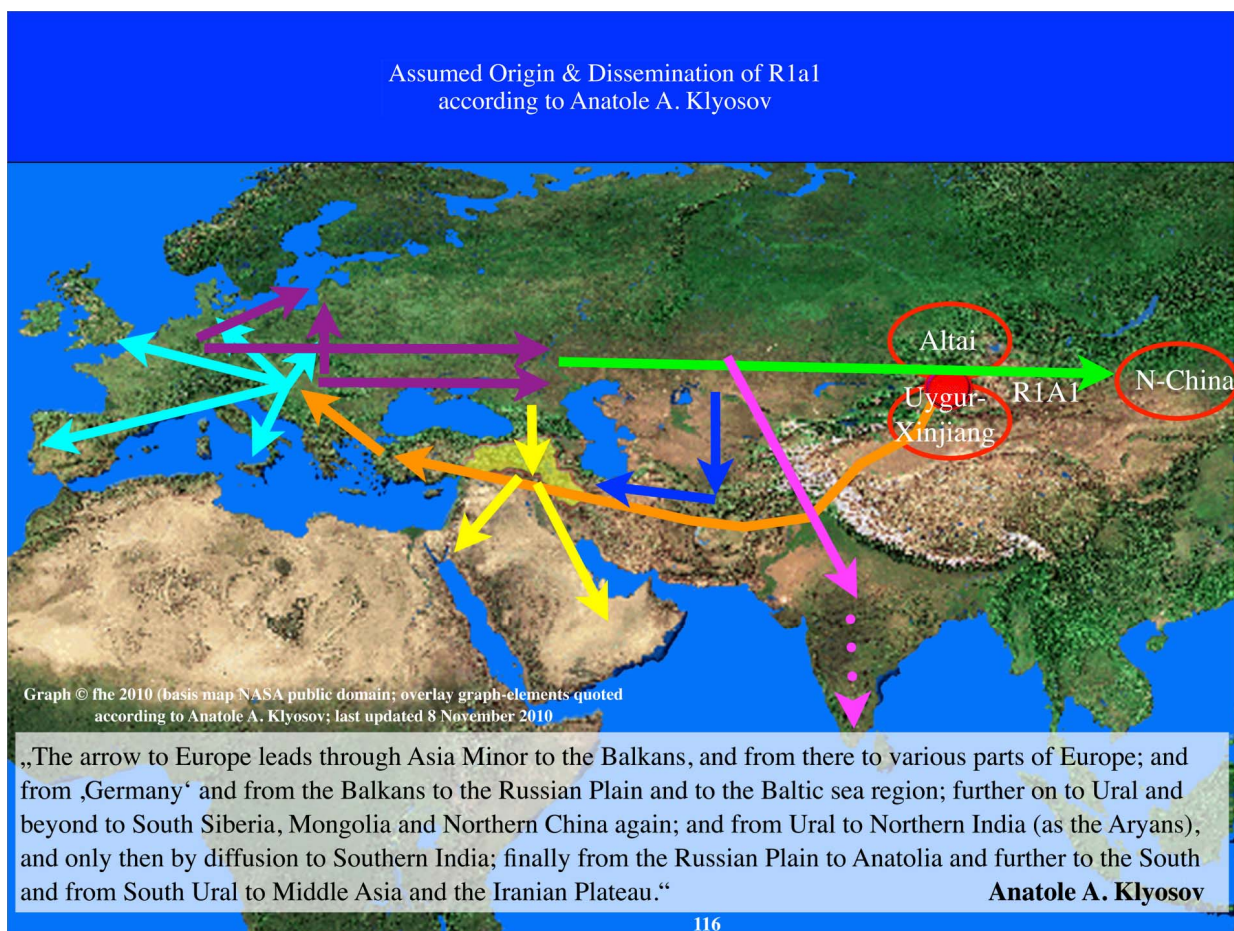 Assumed Origin & Dissemination of R1a1
according to Anatole A. Klyosov
Altai
N-China
R1A1
Uygur-
Xinjiang
Graph © fhe 2010 (basis map NASA public domain; overlay graph-elements quoted
according to Anatole A. Klyosov; last updated 8 November 2010
„The arrow to Europe leads through Asia Minor to the Balkans, and from there to various parts of Europe; and
from ‚Germany‘ and from the Balkans to the Russian Plain and to the Baltic sea region; further on to Ural and
beyond to South Siberia, Mongolia and Northern China again; and from Ural to Northern India (as the Aryans),
and only then by diffusion to Southern India; finally from the Russian Plain to Anatolia and further to the South
and from South Ural to Middle Asia and the Iranian Plateau.“ Anatole A. Klyosov
116